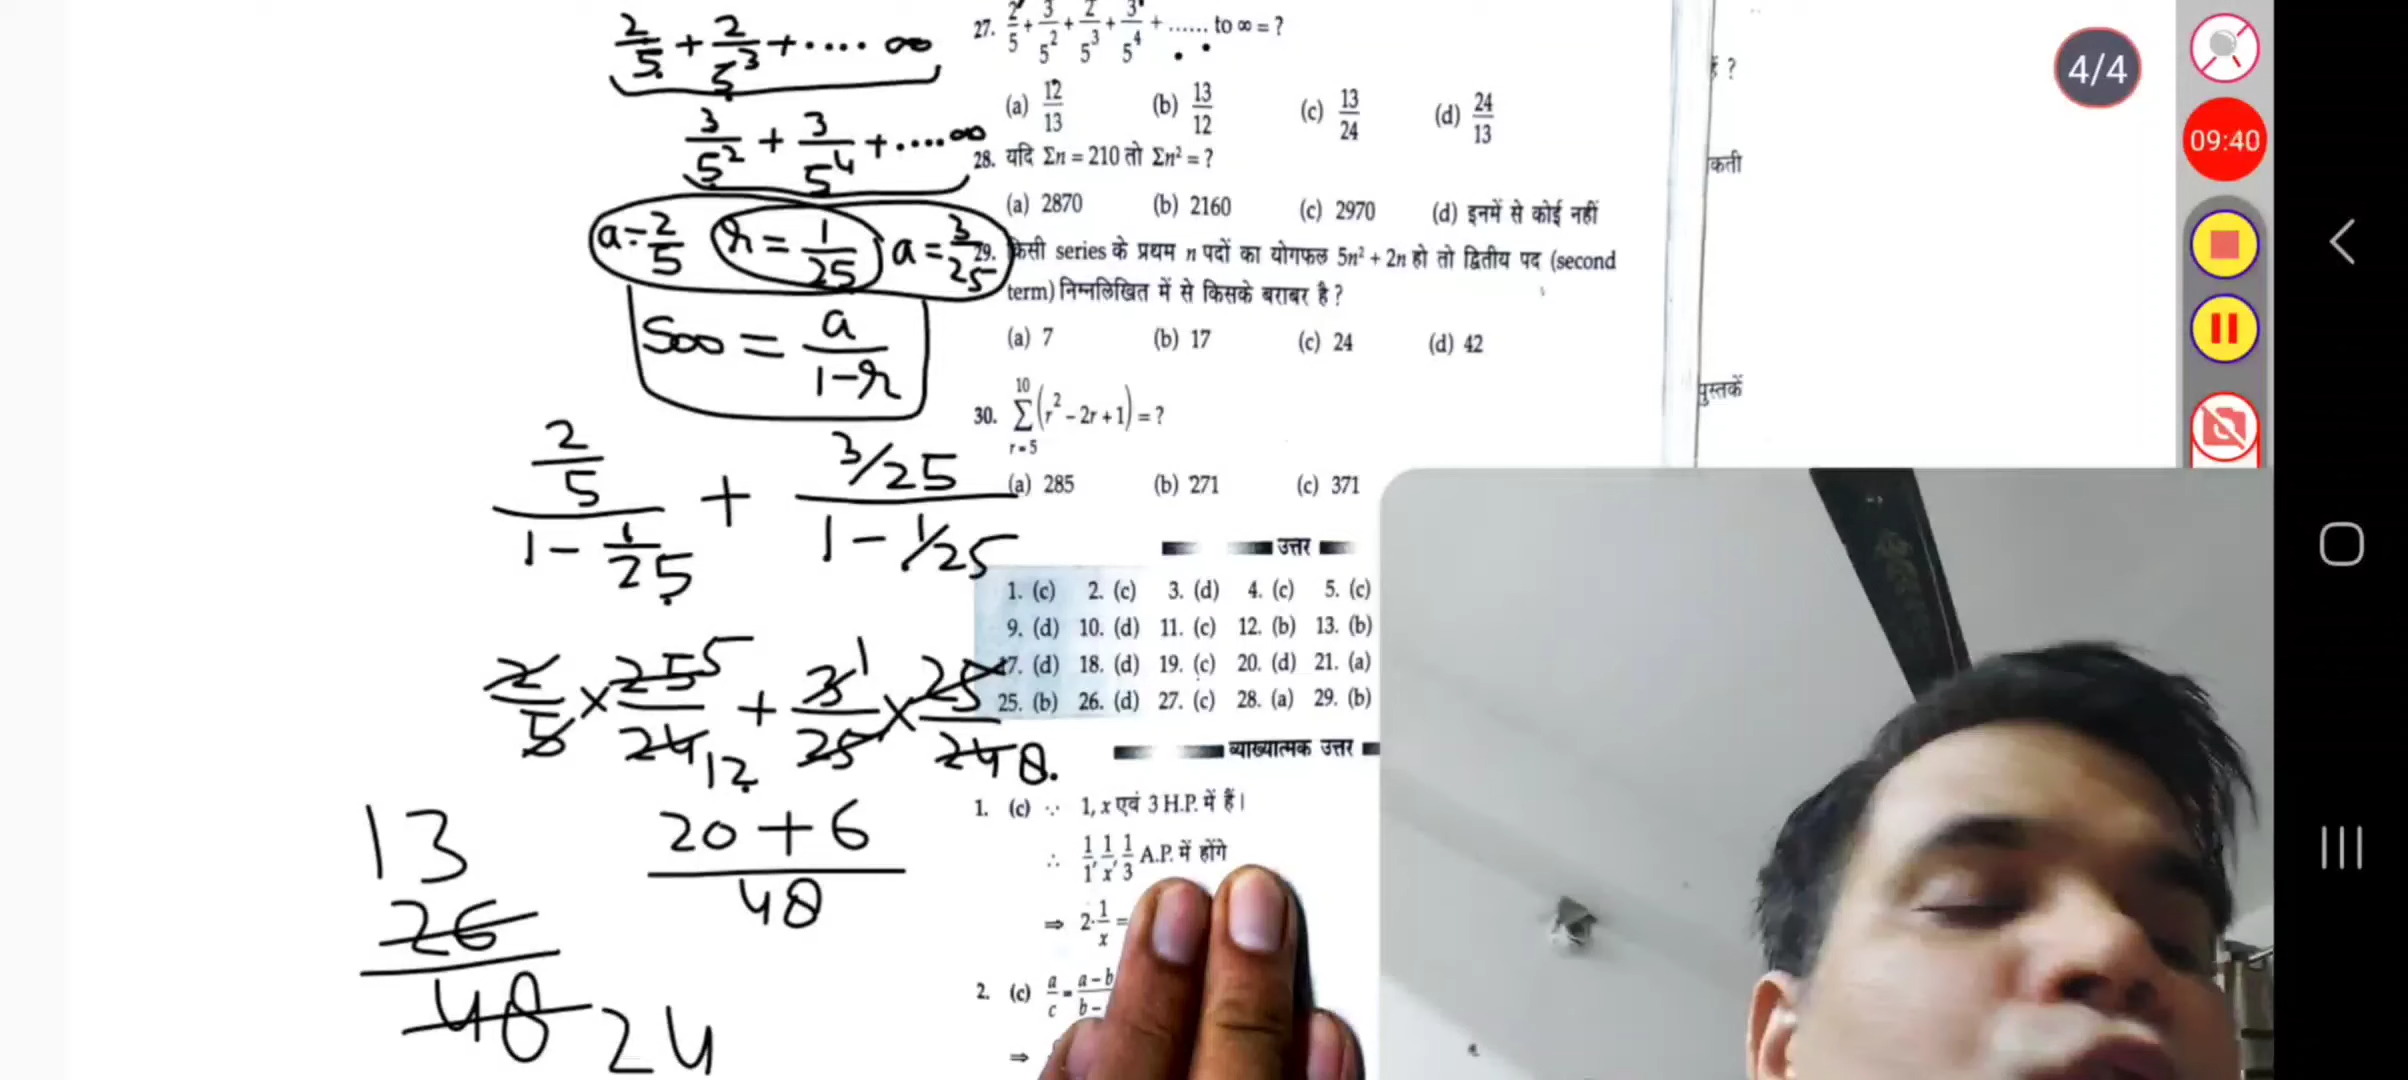 2/5 + 2/5³ + ..... ∞
3/5² + 3/5⁴ + ..... ∞
a = 2/5 r = 1/25 a = 3/25
S∞ = a/(1-r)
(2/5)/(1 - 1/25) + (3/25)/(1 - 1/25)
2/5 × 25/24 + 3/25 × 25/24
5 12 1 8.
(20 + 6)/48
13
26/48
24
27. 2/5 + 3/5² + 2/5³ + 3/5⁴ + ...... to ∞ = ?
(a) 12/13 (b) 13/12 (c) 13/24 (d) 24/13
28. यदि Σn = 210 तो Σn² = ?
(a) 2870 (b) 2160 (c) 2970 (d) इनमें से कोई नहीं
29. किसी series के प्रथम n पदों का योगफल 5n² + 2n हो तो द्वितीय पद (second
term) निम्नलिखित में से किसके बराबर है ?
(a) 7 (b) 17 (c) 24 (d) 42
30. 10 Σ r=5 (r² - 2r + 1) = ?
(a) 285 (b) 271 (c) 371
उत्तर
1. (c) 2. (c) 3. (d) 4. (c) 5. (c)
9. (d) 10. (d) 11. (c) 12. (b) 13. (b)
17. (d) 18. (d) 19. (c) 20. (d) 21. (a)
25. (b) 26. (d) 27. (c) 28. (a) 29. (b)
व्याख्यात्मक उत्तर
1. (c) ∵ 1, x एवं 3 H.P. में हैं।
∴ 1/1, 1/x, 1/3 A.P. में होंगे
⇒ 2·1/x =
2. (c) a/c = a-b/b-
⇒
हैं ?
पुस्तकें
4/4
09:40